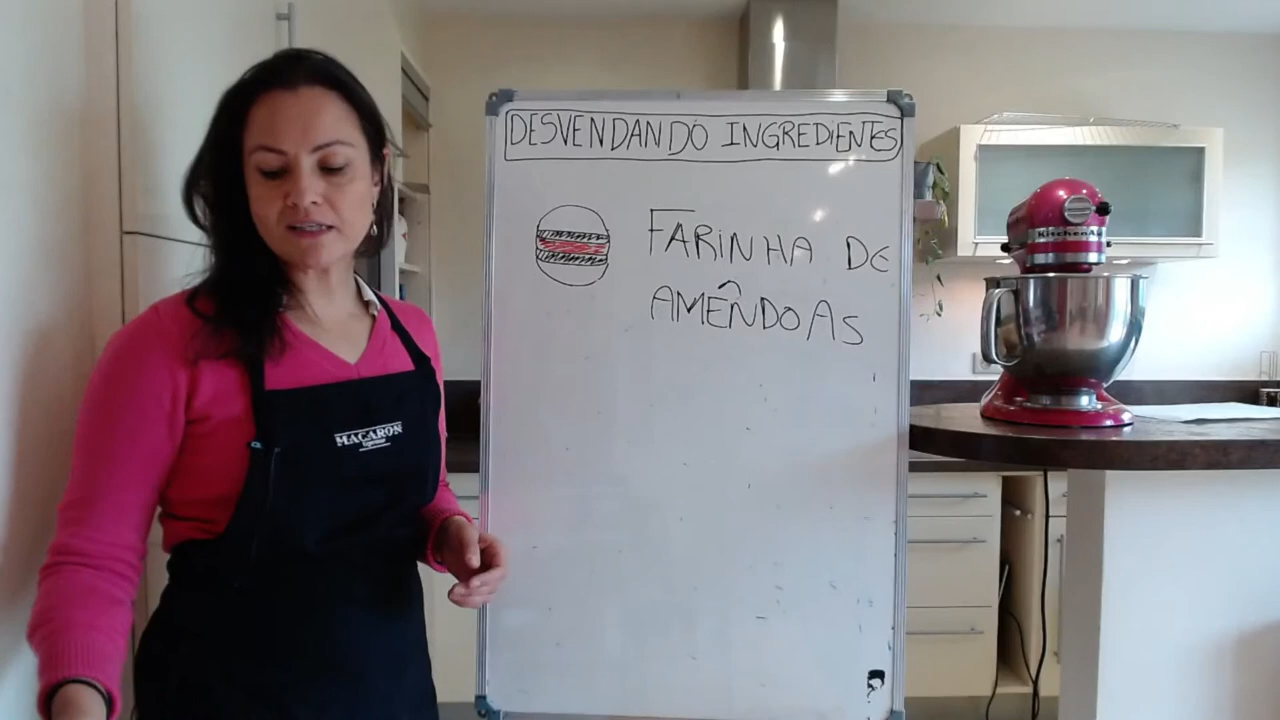 DESVENDANDO INGREDIENTES
FARINHA DE
AMÊNDOAS
MACARON
KitchenAid